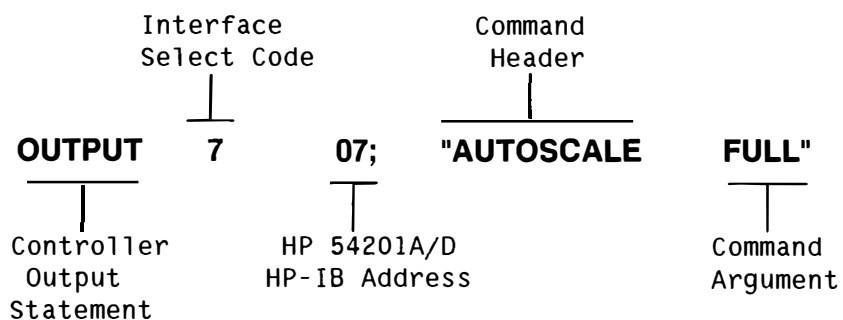 Interface
Select Code
Command
Header
OUTPUT 7 07; "AUTOSCALE FULL"
Controller
Output
Statement
HP 54201A/D
HP-IB Address
Command
Argument